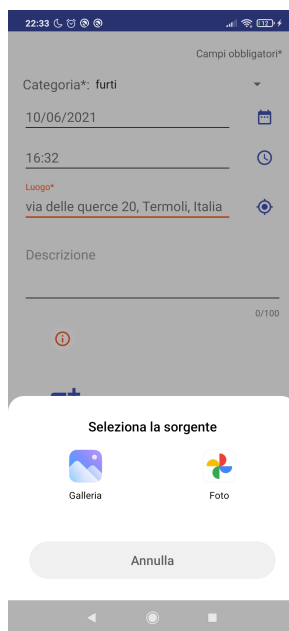 22:33
Campi obbligatori*
Categoria*: furti
10/06/2021
16:32
Luogo*
via delle querce 20, Termoli, Italia
Descrizione
0/100
Seleziona la sorgente
Galleria Foto
Annulla